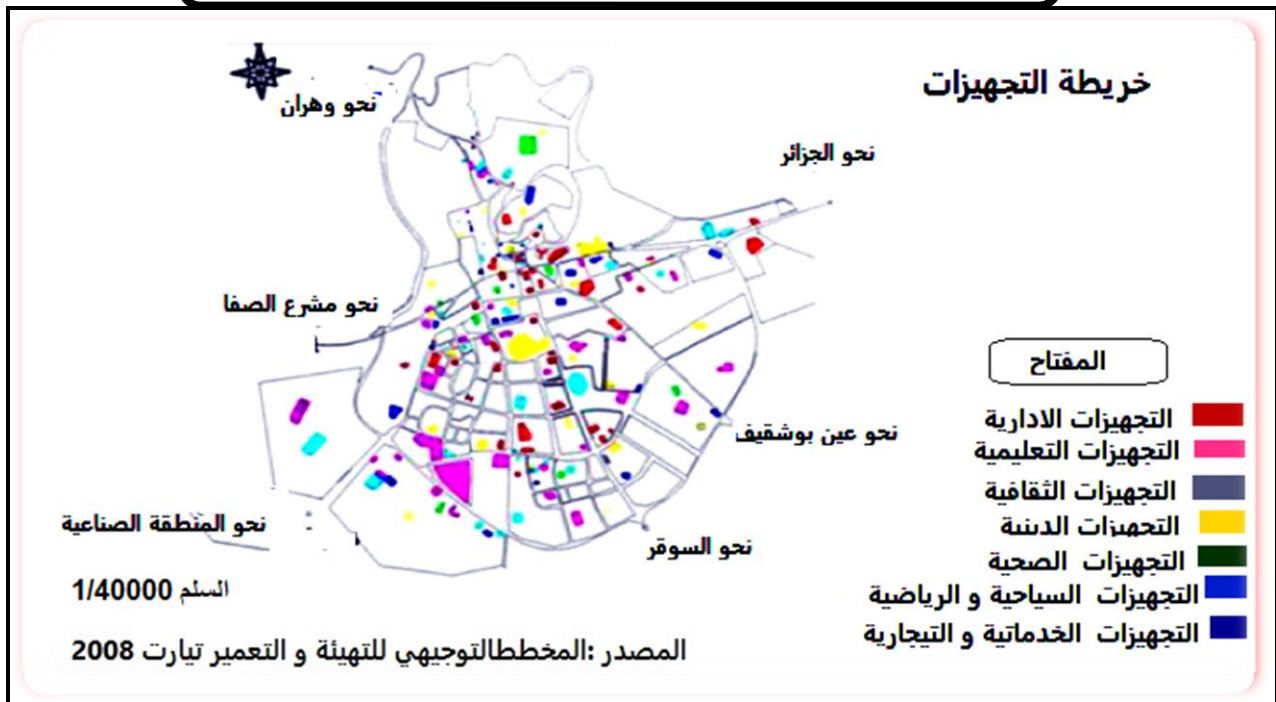 خريطة التجهيزات
نحو وهران
نحو الجزائر
نحو مشرع الصفا
نحو عين بوشقيف
نحو المنطقة الصناعية
نحو السوقر
المفتاح
التجهيزات الادارية
التجهيزات التعليمية
التجهيزات الثقافية
التجهيزات الدينية
التجهيزات الصحية
التجهيزات السياحية و الرياضية
التجهيزات الخدماتية و التيجارية
السلم 1/40000
المصدر :المخططالتوجيهي للتهيئة و التعمير تيارت 2008